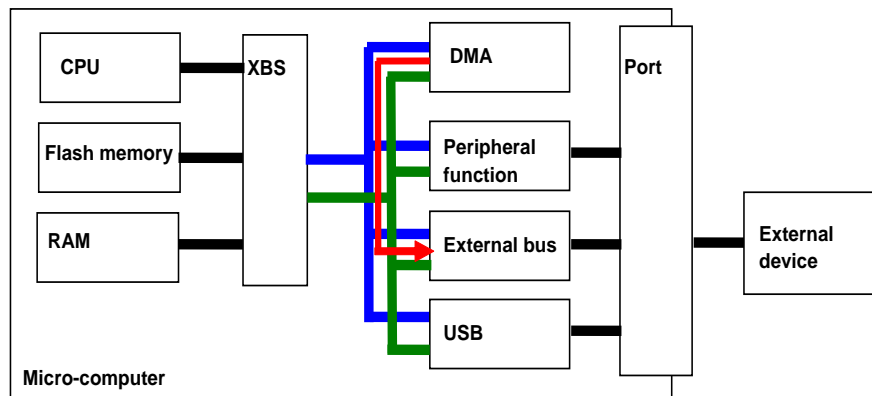 CPU
XBS
DMA
Port
Flash memory
Peripheral
function
RAM
External bus
External
device
USB
Micro-computer